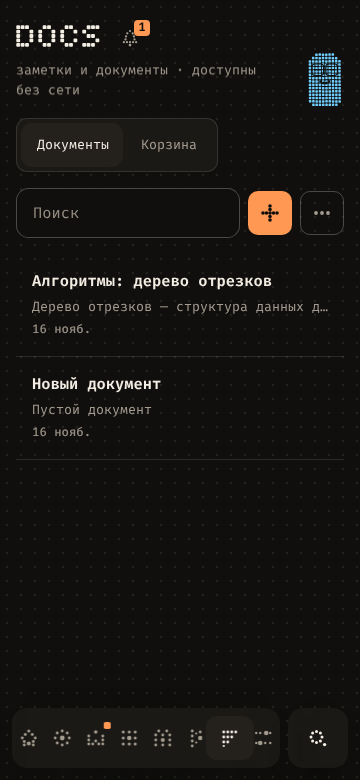 DOCS
1
заметки и документы · доступны
без сети
Документы
Корзина
Поиск
Алгоритмы: дерево отрезков
Дерево отрезков — структура данных д…
16 нояб.
Новый документ
Пустой документ
16 нояб.